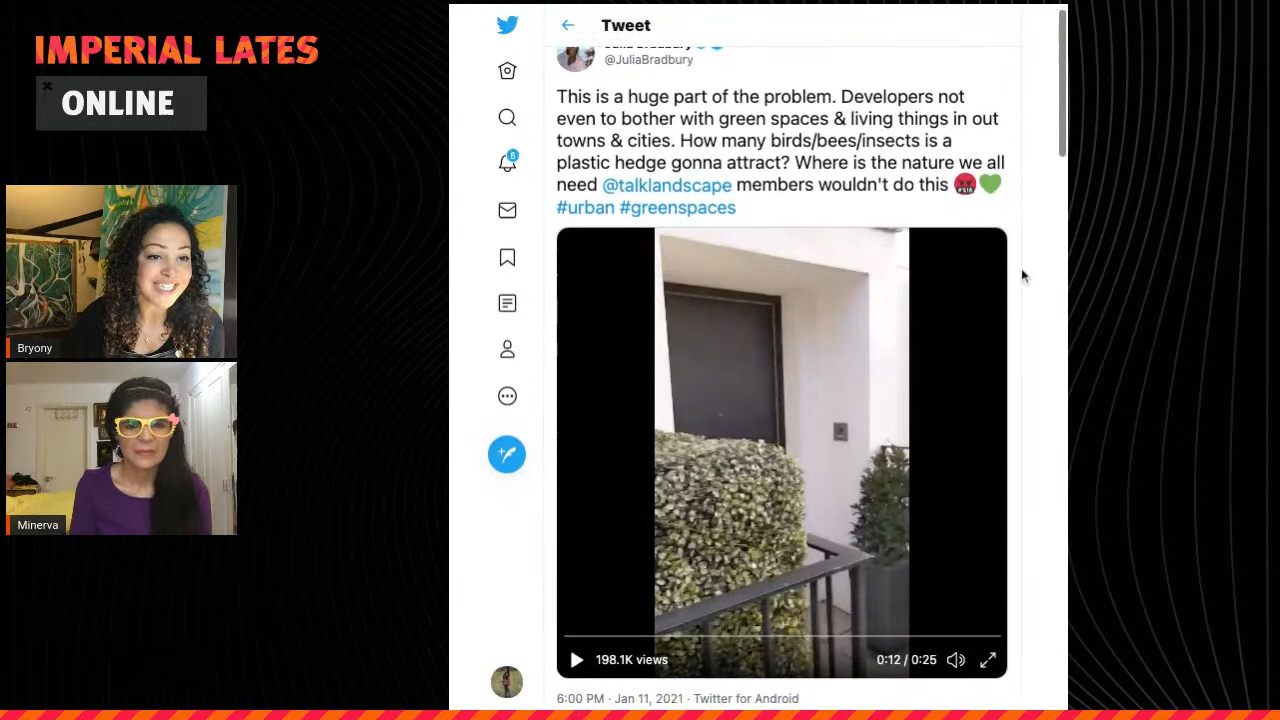 IMPERIAL LATES
ONLINE
Bryony
Minerva
Tweet
Julia Bradbury
@JuliaBradbury
This is a huge part of the problem. Developers not
even to bother with green spaces & living things in out
towns & cities. How many birds/bees/insects is a
plastic hedge gonna attract? Where is the nature we all
need @talklandscape members wouldn't do this
#urban #greenspaces
5
198.1K views
0:12 / 0:25
6:00 PM · Jan 11, 2021 · Twitter for Android